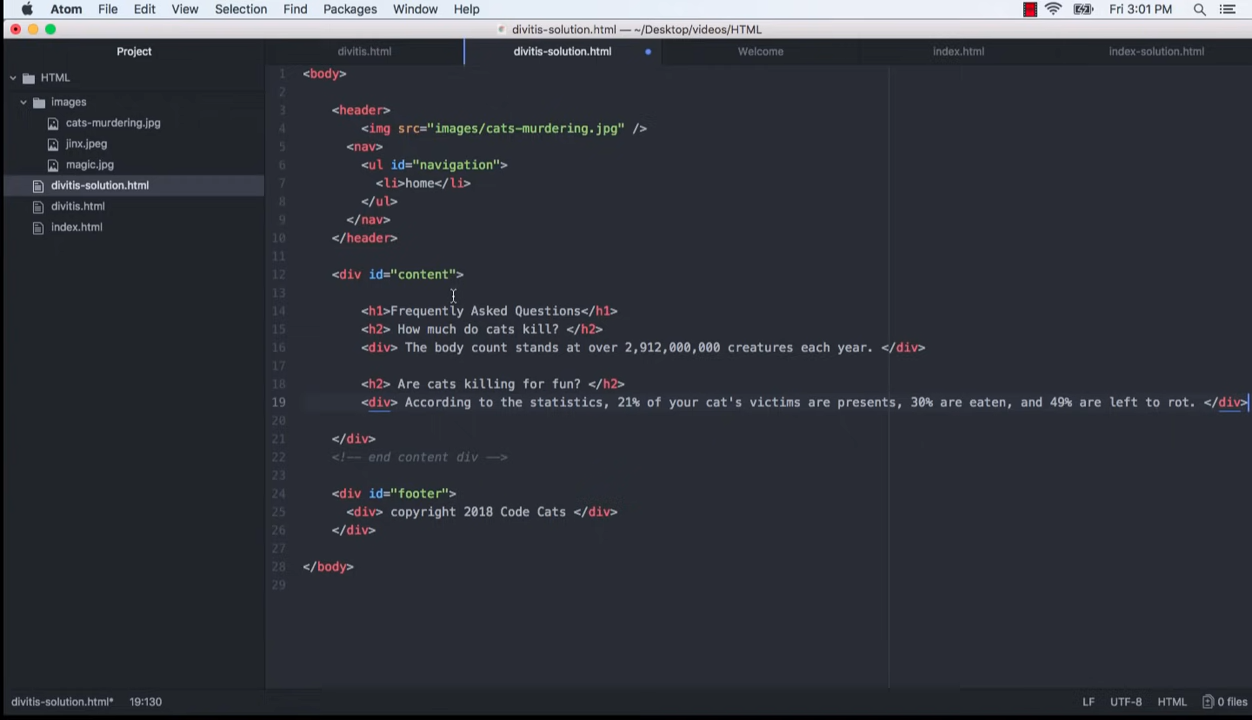 Atom File Edit View Selection Find Packages Window Help Fri 3:01 PM
divitis-solution.html — ~/Desktop/videos/HTML
Project divitis.html divitis-solution.html Welcome index.html index-solution.html
HTML
images
cats-murdering.jpg
jinx.jpeg
magic.jpg
divitis-solution.html
divitis.html
index.html
1 <body>
2
3 <header>
4 <img src="images/cats-murdering.jpg" />
5 <nav>
6 <ul id="navigation">
7 <li>home</li>
8 </ul>
9 </nav>
10 </header>
11
12 <div id="content">
13
14 <h1>Frequently Asked Questions</h1>
15 <h2> How much do cats kill? </h2>
16 <div> The body count stands at over 2,912,000,000 creatures each year. </div>
17
18 <h2> Are cats killing for fun? </h2>
19 <div> According to the statistics, 21% of your cat's victims are presents, 30% are eaten, and 49% are left to rot. </div>
20
21 </div>
22 <!-- end content div -->
23
24 <div id="footer">
25 <div> copyright 2018 Code Cats </div>
26 </div>
27
28 </body>
29
divitis-solution.html* 19:130 LF UTF-8 HTML 0 files